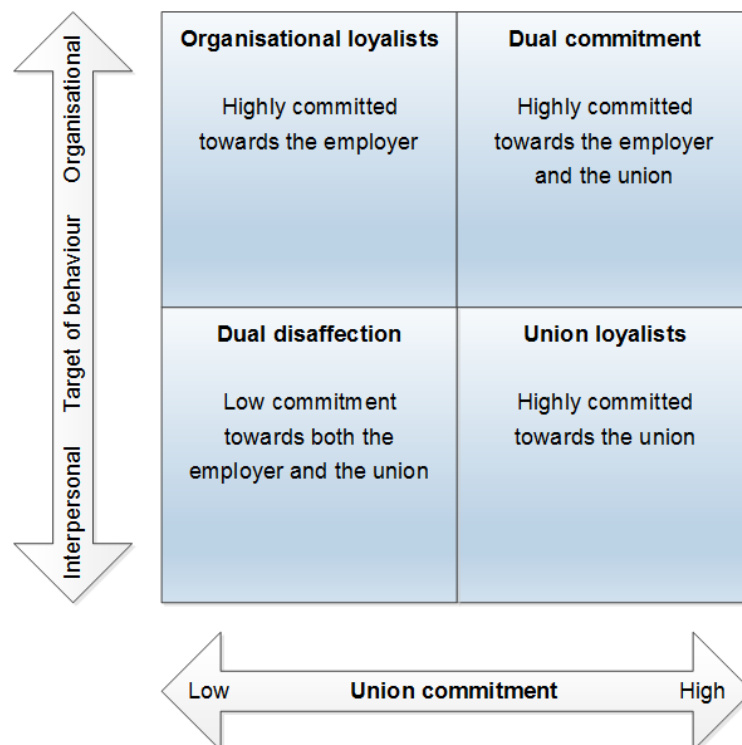 Organisational
Target of behaviour
Interpersonal
Organisational loyalists
Highly committed
towards the employer
Dual commitment
Highly committed
towards the employer
and the union
Dual disaffection
Low commitment
towards both the
employer and the union
Union loyalists
Highly committed
towards the union
Low Union commitment High